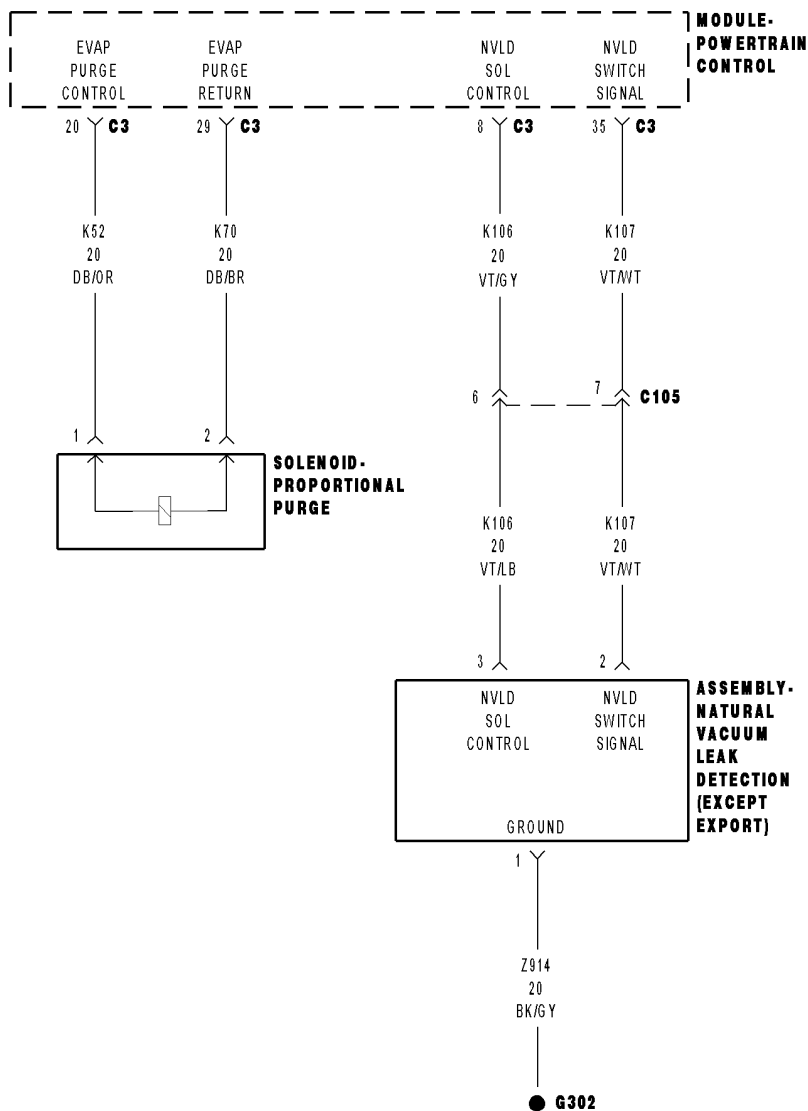 MODULE-
POWERTRAIN
CONTROL
EVAP
PURGE
CONTROL
EVAP
PURGE
RETURN
NVLD
SOL
CONTROL
NVLD
SWITCH
SIGNAL
20 C3
29 C3
8 C3
35 C3
K52
20
DB/OR
K70
20
DB/BR
K106
20
VT/GY
K107
20
VT/WT
6
7
C105
1
2
SOLENOID-
PROPORTIONAL
PURGE
K106
20
VT/LB
K107
20
VT/WT
3
2
NVLD
SOL
CONTROL
NVLD
SWITCH
SIGNAL
GROUND
ASSEMBLY-
NATURAL
VACUUM
LEAK
DETECTION
(EXCEPT
EXPORT)
1
Z914
20
BK/GY
G302